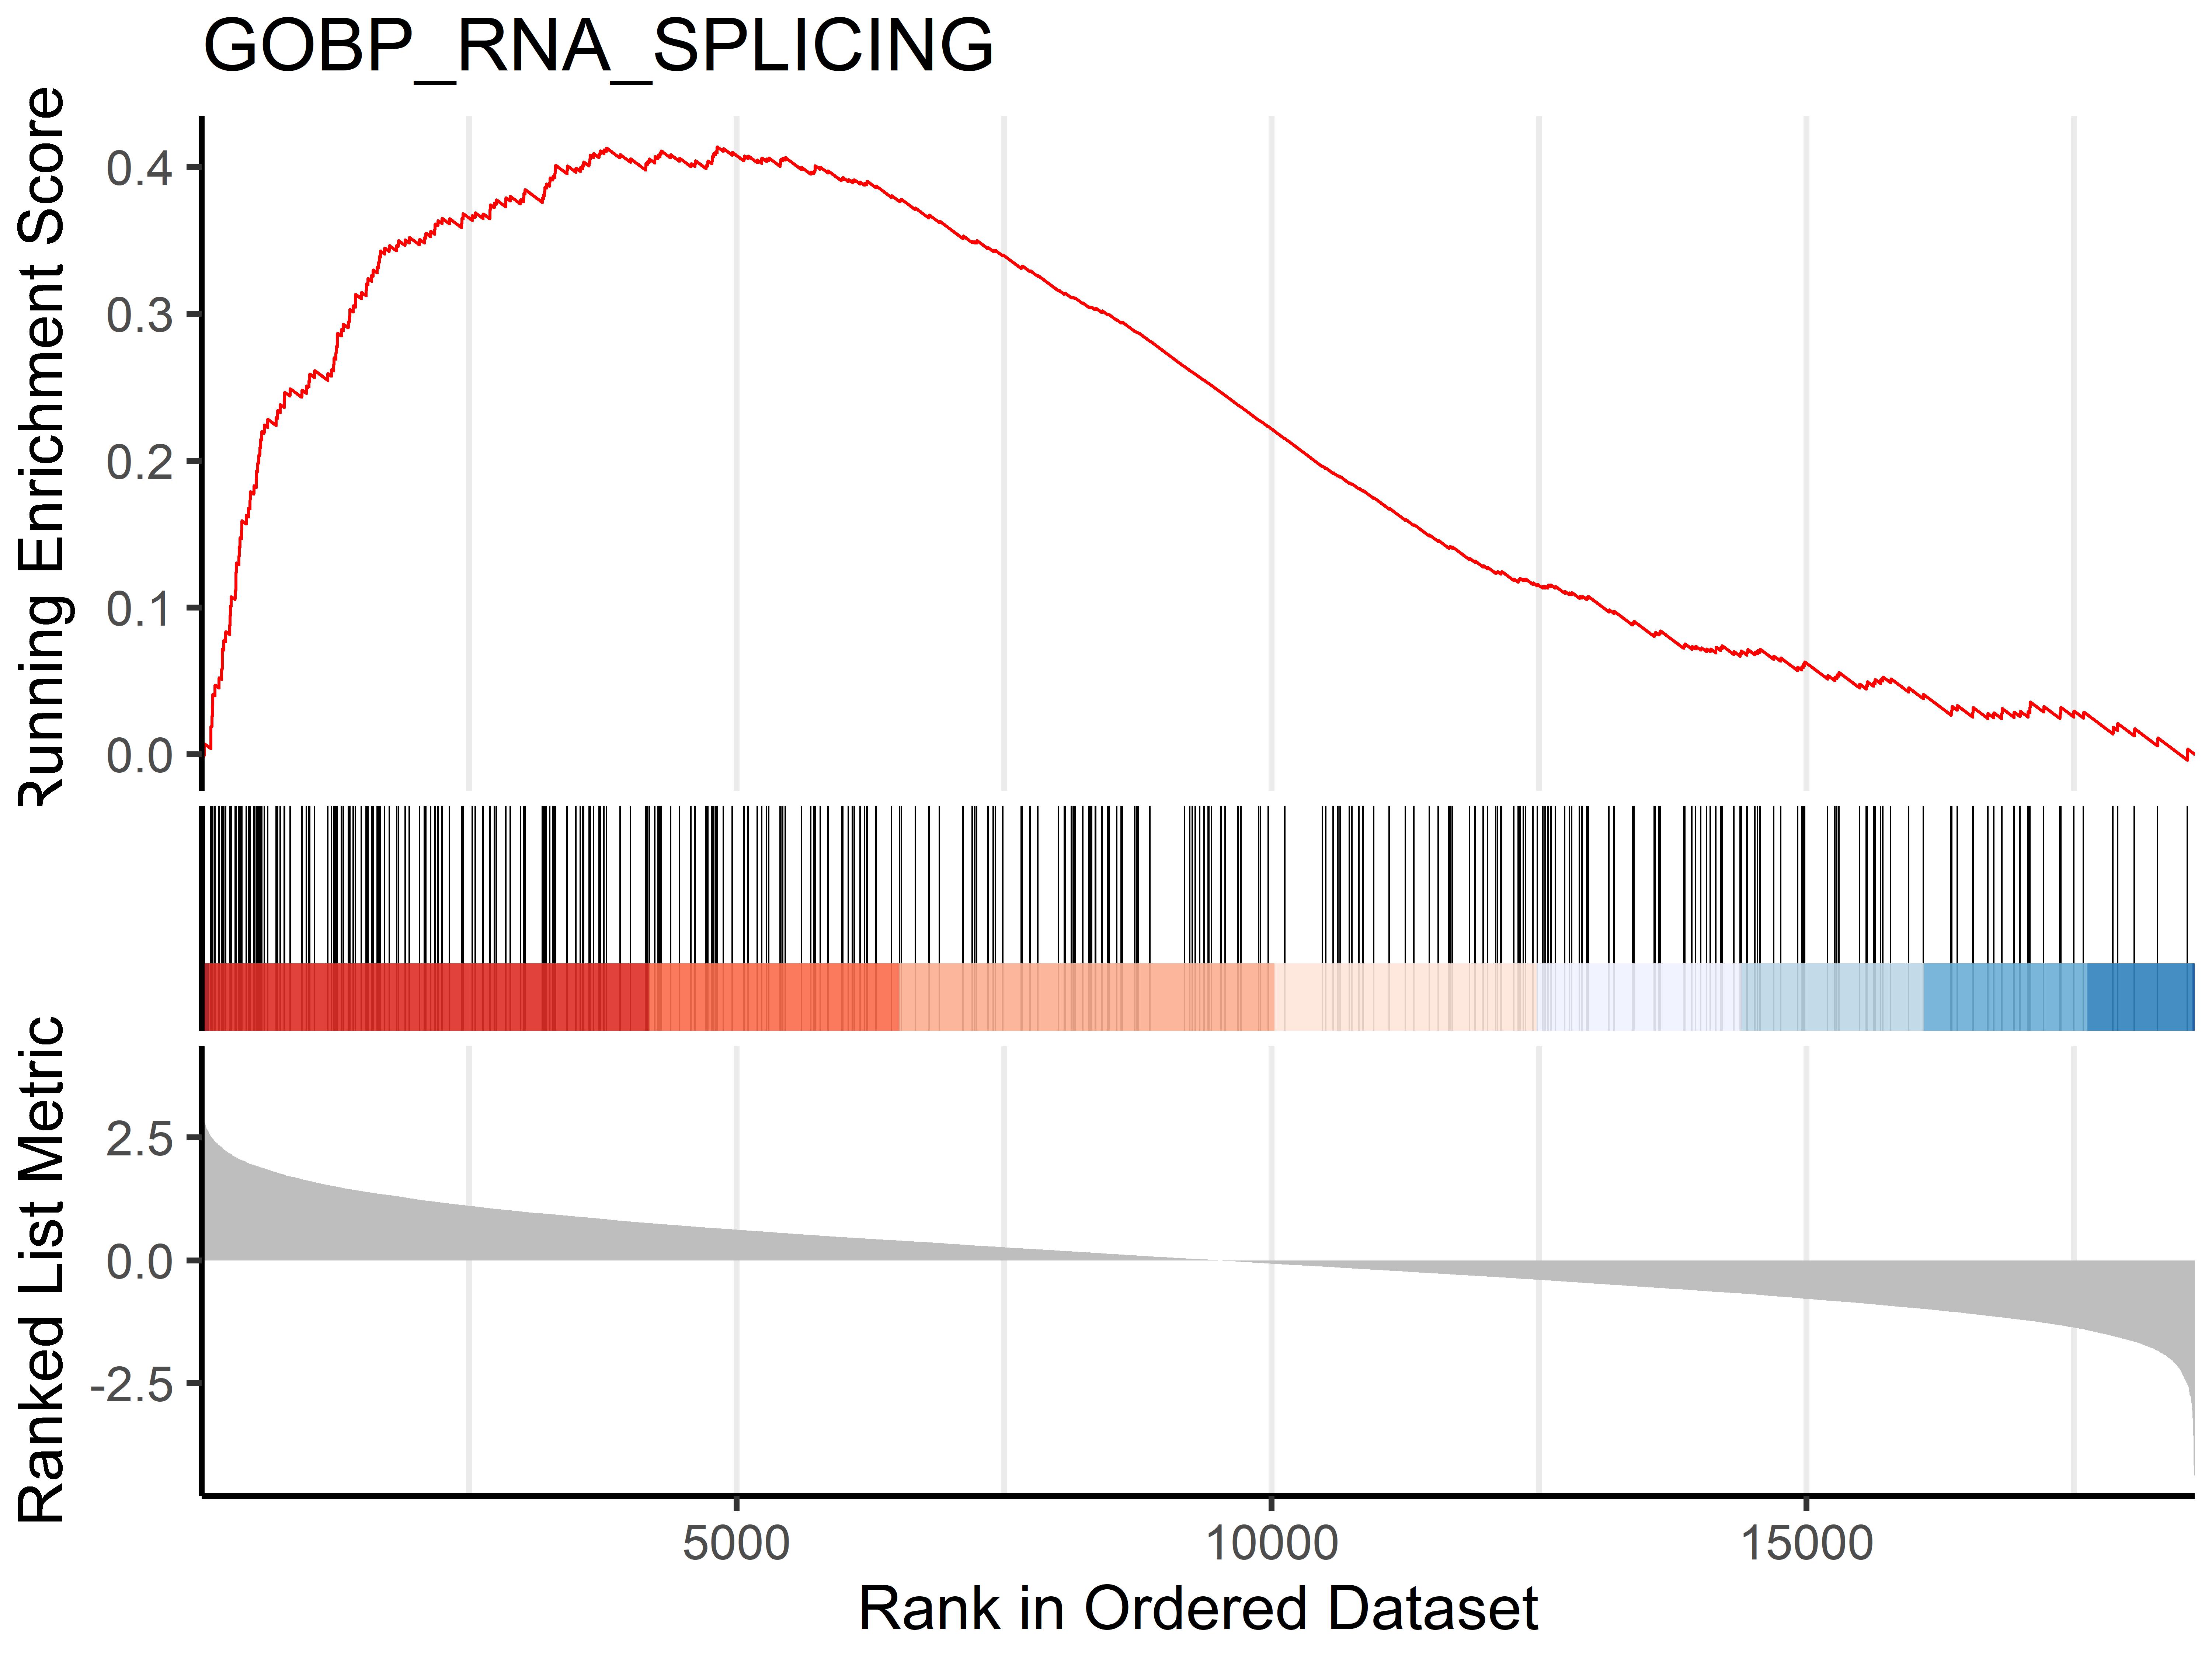 GOBP_RNA_SPLICING
Running Enrichment Score
0.4
0.3
0.2
0.1
0.0
Ranked List Metric
2.5
0.0
-2.5
5000
10000
15000
Rank in Ordered Dataset